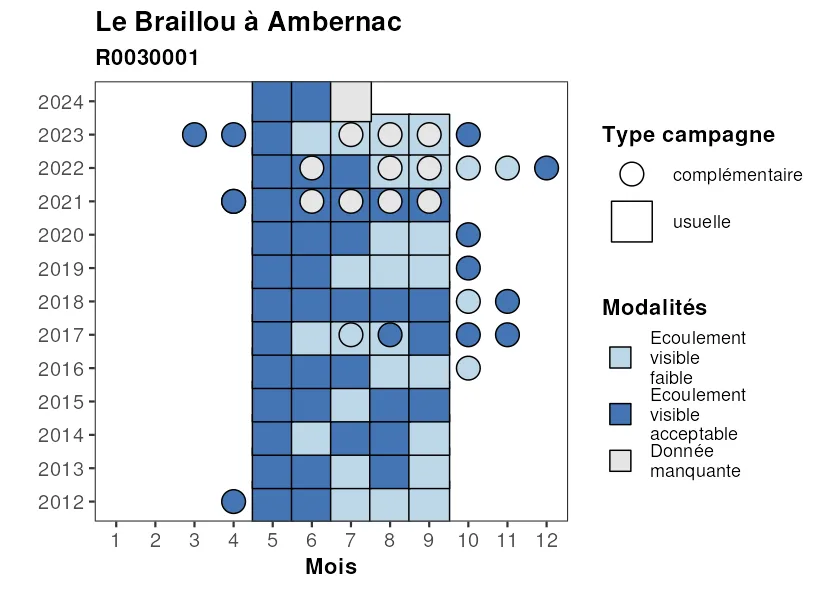 Le Braillou à Ambernac
R0030001
2024
2023
2022
2021
2020
2019
2018
2017
2016
2015
2014
2013
2012
1 2 3 4 5 6 7 8 9 10 11 12
Mois
Type campagne
complémentaire
usuelle
Modalités
Ecoulement
visible
faible
Ecoulement
visible
acceptable
Donnée
manquante